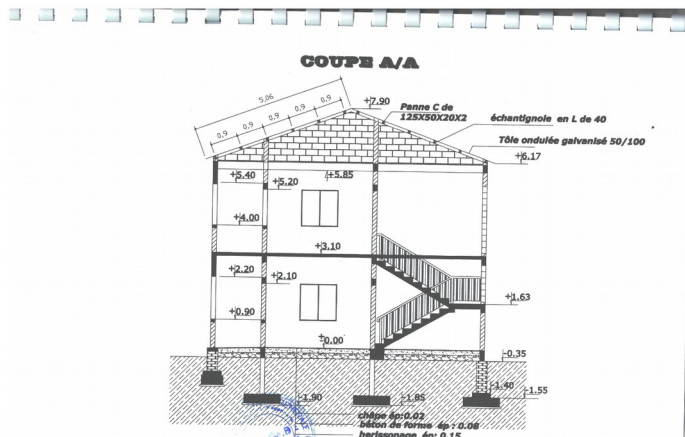 COUPE A/A
5,06
0,9 0,9 0,9 0,9 0,9
+7.90
Panne C de
125X50X20X2
échantignole en L de 40
Tôle ondulée galvanisé 50/100
+6.17
+5.40
+5.20
+5.85
+4.00
+3.10
+2.20
+2.10
+1.63
+0.90
±0.00
-0.35
-1.40
-1.55
-1.90
-1.85
châpe ép:0.02
béton de forme ép : 0.08
herissonage ép: 0.15